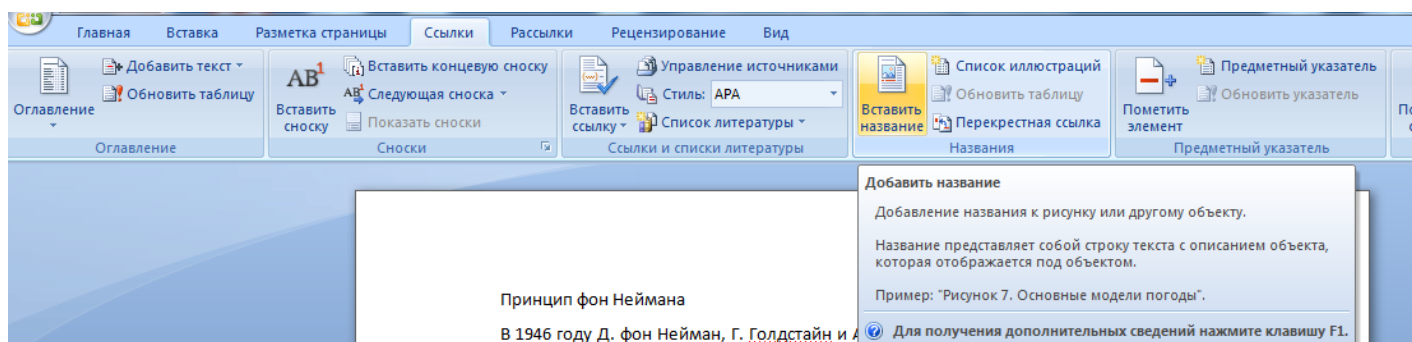 Главная Вставка Разметка страницы Ссылки Рассылки Рецензирование Вид
Оглавление
Добавить текст
Обновить таблицу
Оглавление
AB1
Вставить сноску
Вставить концевую сноску
AB1 Следующая сноска
Показать сноски
Сноски
Вставить ссылку
Управление источниками
Стиль: APA
Список литературы
Ссылки и списки литературы
Вставить название
Список иллюстраций
Обновить таблицу
Перекрестная ссылка
Названия
Пометить элемент
Предметный указатель
Обновить указатель
Предметный указатель
Добавить название
Добавление названия к рисунку или другому объекту.
Название представляет собой строку текста с описанием объекта,
которая отображается под объектом.
Пример: "Рисунок 7. Основные модели погоды".
Для получения дополнительных сведений нажмите клавишу F1.
Принцип фон Неймана
В 1946 году Д. фон Нейман, Г. Голдстайн и